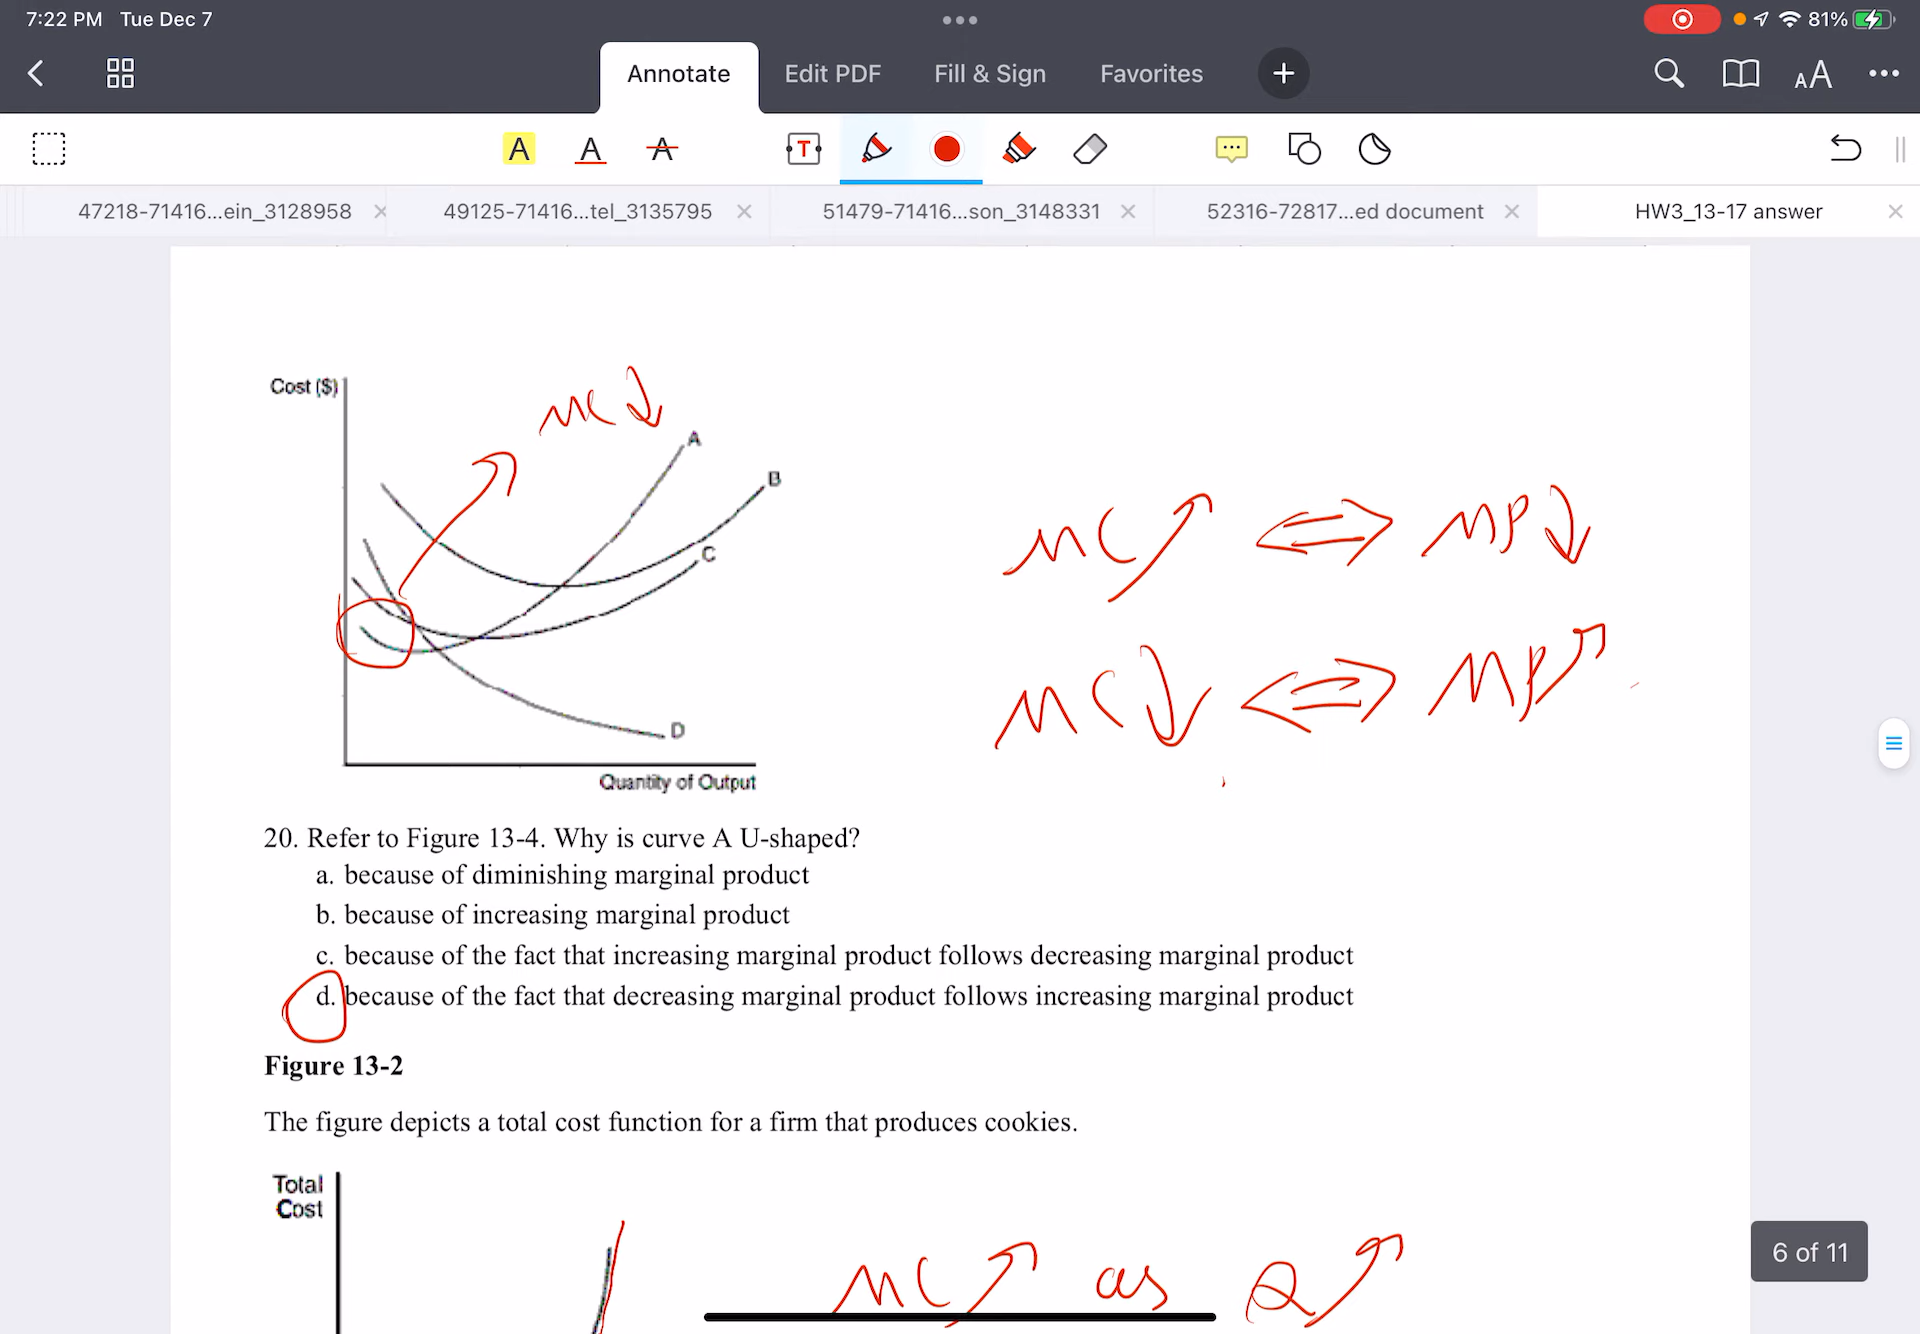 7:22 PM Tue Dec 7
81%
Annotate Edit PDF Fill & Sign Favorites
AA
A A A T
47218-71416...ein_3128958 × 49125-71416...tel_3135795 × 51479-71416...son_3148331 × 52316-72817...ed document × HW3_13-17 answer ×
Cost ($)
MC ↓
A
B
C
D
Quantity of Output
MC ↗ ⇔ MP ↓
MC ↓ ⇔ MP ↗
20. Refer to Figure 13-4. Why is curve A U-shaped?
a. because of diminishing marginal product
b. because of increasing marginal product
c. because of the fact that increasing marginal product follows decreasing marginal product
d. because of the fact that decreasing marginal product follows increasing marginal product
Figure 13-2
The figure depicts a total cost function for a firm that produces cookies.
Total
Cost
MC ↗ as Q ↗
6 of 11